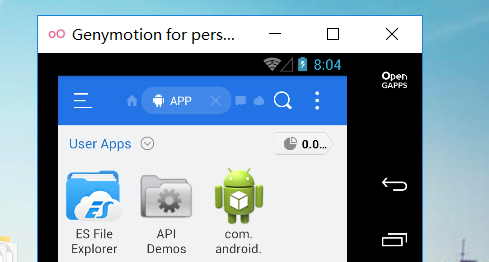 Genymotion for pers...
8:04
Open
GAPPS
APP
User Apps
0.0...
ES
ES File
Explorer
API
Demos
com.
android.